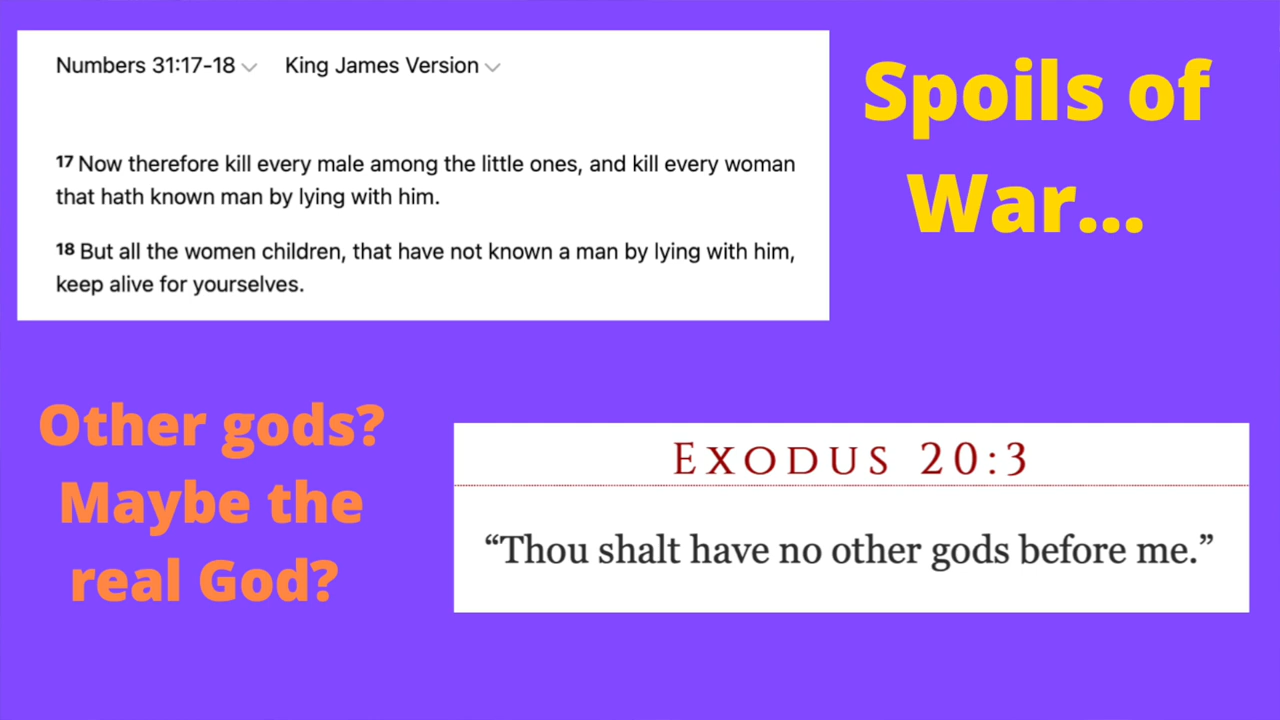 Numbers 31:17-18 King James Version
Spoils of
War...
17 Now therefore kill every male among the little ones, and kill every woman
that hath known man by lying with him.
18 But all the women children, that have not known a man by lying with him,
keep alive for yourselves.
Other gods?
Maybe the
real God?
EXODUS 20:3
“Thou shalt have no other gods before me.”